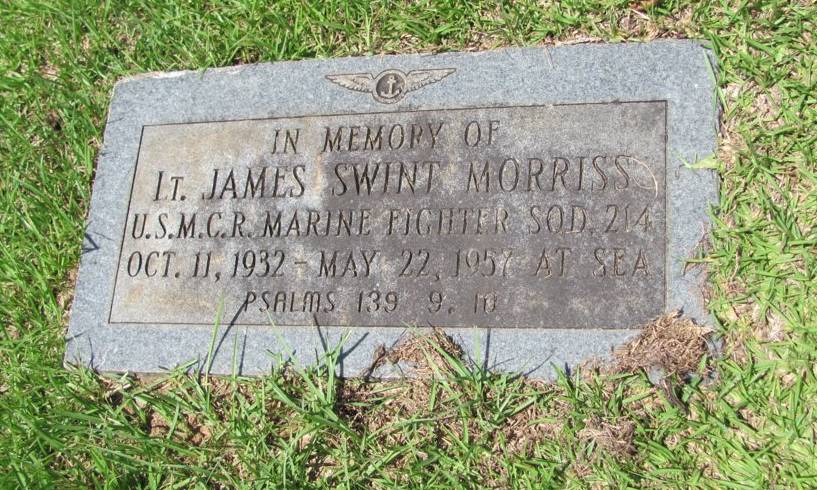 IN MEMORY OF
LT. JAMES SWINT MORRISS
U.S.M.C.R. MARINE FIGHTER SQD. 214
OCT. 11, 1932 - MAY 22, 1957 AT SEA
PSALMS 139 9. 10